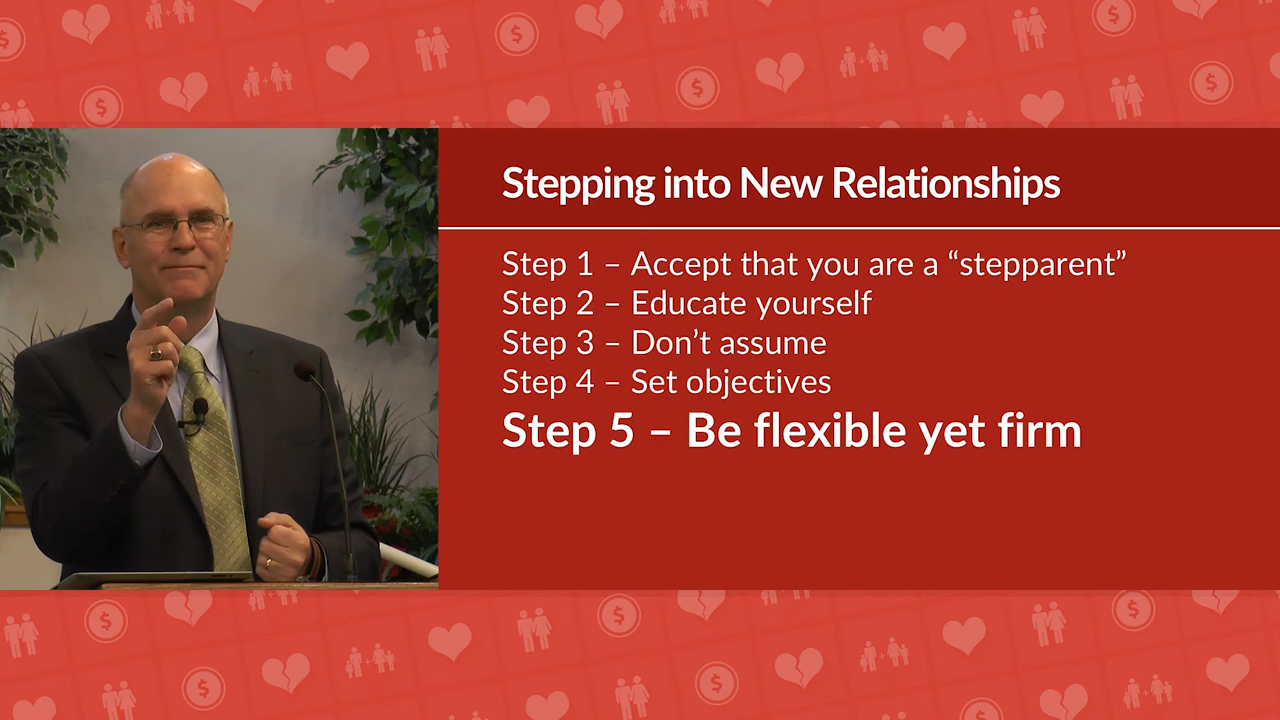 Stepping into New Relationships
Step 1 – Accept that you are a “stepparent”
Step 2 – Educate yourself
Step 3 – Don’t assume
Step 4 – Set objectives
Step 5 – Be flexible yet firm